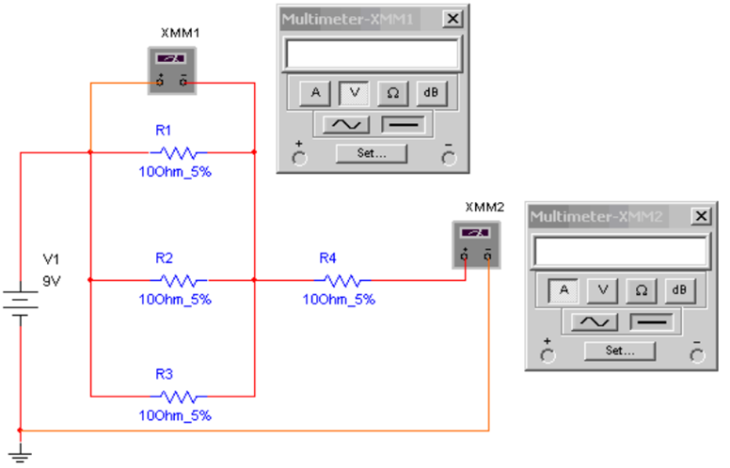 XMM1
Multimeter-XMM1
A V Ω dB
+ Set... -
R1
10Ohm_5%
V1
9V
R2
10Ohm_5%
R4
10Ohm_5%
XMM2
Multimeter-XMM2
A V Ω dB
+ Set... -
R3
10Ohm_5%